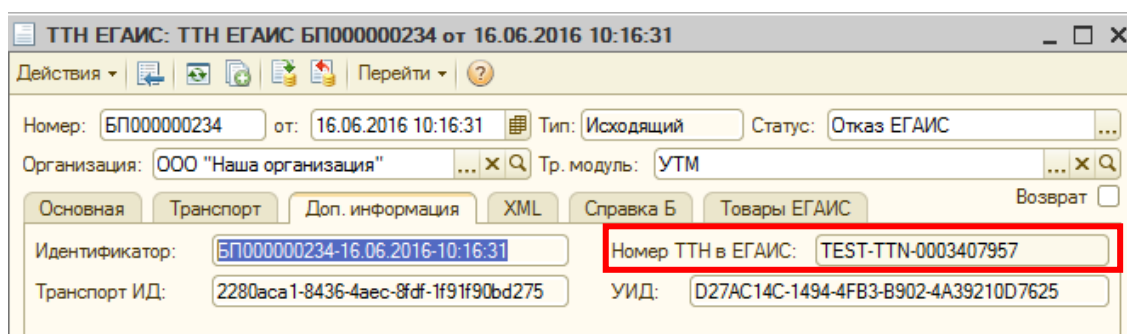 ТТН ЕГАИС: ТТН ЕГАИС БП000000234 от 16.06.2016 10:16:31
Действия Перейти
Номер: БП000000234 от: 16.06.2016 10:16:31 Тип: Исходящий Статус: Отказ ЕГАИС ...
Организация: ООО "Наша организация" ... Тр. модуль: УТМ ...
Основная Транспорт Доп. информация XML Справка Б Товары ЕГАИС Возврат
Идентификатор: БП000000234-16.06.2016-10:16:31 Номер ТТН в ЕГАИС: TEST-TTN-0003407957
Транспорт ИД: 2280aca1-8436-4aec-8fdf-1f91f90bd275 УИД: D27AC14C-1494-4FB3-B902-4A39210D7625